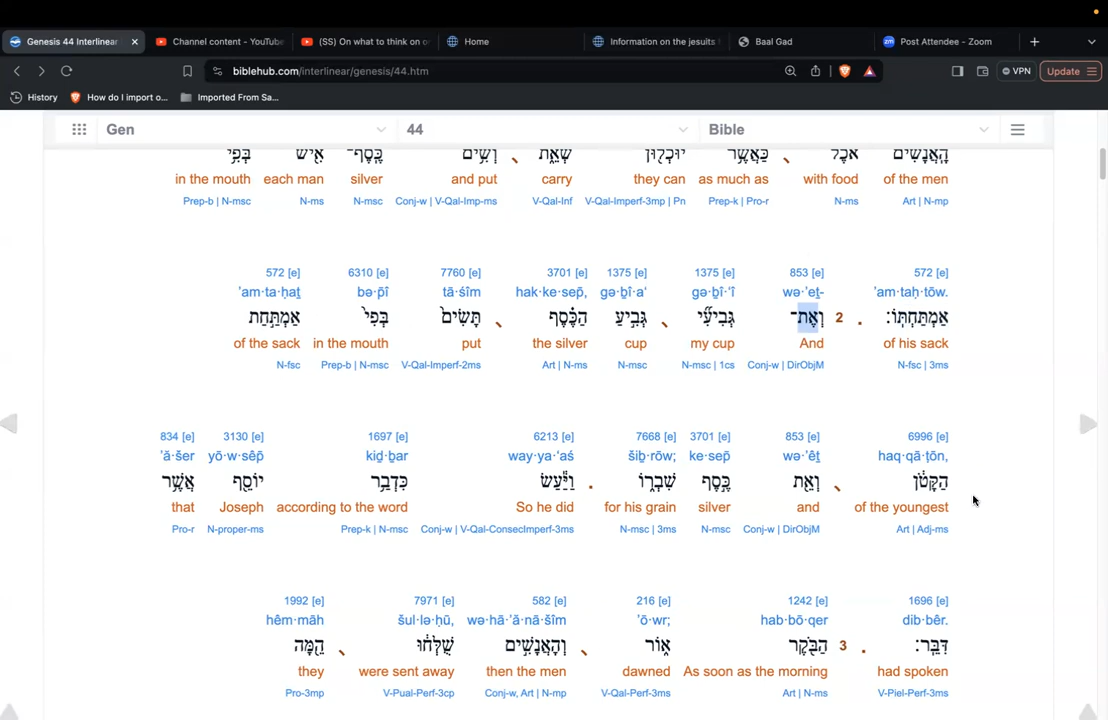 Genesis 44 Interlinear
Channel content - YouTube
(SS) On what to think on o
Home
Information on the jesuits t
Baal Gad
Post Attendee - Zoom
biblehub.com/interlinear/genesis/44.htm
VPN
Update
History
How do I import o...
Imported From Sa...
Gen
44
Bible
בְּפִ֥י אִ֖ישׁ כֶּֽסֶף־ וְשִׂ֥ים 、 שְׂאֵ֑ת יוּכְל֖וּן כַּאֲשֶׁ֥ר 、 אֹ֔כֶל הָֽאֲנָשִׁים֙
in the mouth each man silver and put carry they can as much as with food of the men
Prep-b | N-msc N-ms N-msc Conj-w | V-Qal-Imp-ms V-Qal-Inf V-Qal-Imperf-3mp | Pn Prep-k | Pro-r N-ms Art | N-mp
572 [e] 6310 [e] 7760 [e] 3701 [e] 1375 [e] 1375 [e] 853 [e] 572 [e]
’am·ta·ḥaṯ bə·p̄î tā·śîm hak·ke·sep̄, gə·ḇî·a‘ gə·ḇî·‘î wə·’eṯ- ’am·taḥ·tōw.
אַמְתַּ֣חַת בְּפִי֙ תָּשִׂים֙ 、 הַכֶּ֗סֶף גְּבִ֣יעַ 、 גְּבִיעִ֞י וְאֶת־ 2 . אַמְתַּחְתּֽוֹ׃
of the sack in the mouth put the silver cup my cup And of his sack
N-fsc Prep-b | N-msc V-Qal-Imperf-2ms Art | N-ms N-msc N-msc | 1cs Conj-w | DirObjM N-fsc | 3ms
834 [e] 3130 [e] 1697 [e] 6213 [e] 7668 [e] 3701 [e] 853 [e] 6996 [e]
’ă·šer yō·w·sêp̄ kiḏ·ḇar way·ya·‘aś šiḇ·rōw; ke·sep̄ wə·’êṯ haq·qā·ṭōn,
אֲשֶׁ֥ר יוֹסֵ֖ף כִּדְבַ֥ר וַיַּ֕עַשׂ . שִׁבְר֑וֹ כֶּ֣סֶף וְאֵ֖ת 、 הַקָּטֹ֔ן
that Joseph according to the word So he did for his grain silver and of the youngest
Pro-r N-proper-ms Prep-k | N-msc Conj-w | V-Qal-ConsecImperf-3ms N-msc | 3ms N-msc Conj-w | DirObjM Art | Adj-ms
1992 [e] 7971 [e] 582 [e] 216 [e] 1242 [e] 1696 [e]
hêm·māh šul·lə·ḥū, wə·hā·’ă·nā·šîm ’ō·wr; hab·bō·qer dib·bêr.
הֵ֖מָּה 、 שֻׁלְּח֔וּ וְהָאֲנָשִׁ֣ים 、 א֑וֹר הַבֹּ֖קֶר 3 . דִּבֵּֽר׃
they were sent away then the men dawned As soon as the morning had spoken
Pro-3mp V-Pual-Perf-3cp Conj-w, Art | N-mp V-Qal-Perf-3ms Art | N-ms V-Piel-Perf-3ms